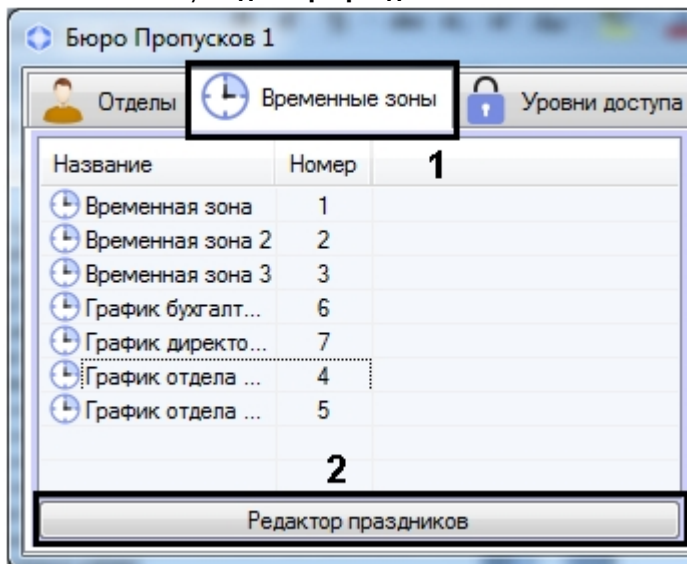 Бюро Пропусков 1
Отделы Временные зоны Уровни доступа
1
Название Номер
Временная зона 1
Временная зона 2 2
Временная зона 3 3
График бухгалт... 6
График директо... 7
График отдела ... 4
График отдела ... 5
2
Редактор праздников